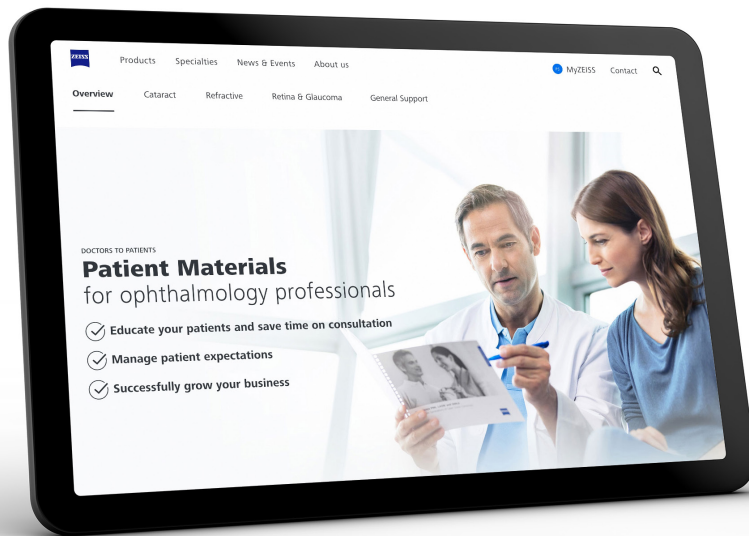 ZEISS
Products Specialties News & Events About us
MyZEISS Contact
Overview Cataract Refractive Retina & Glaucoma General Support
DOCTORS TO PATIENTS
Patient Materials
for ophthalmology professionals
Educate your patients and save time on consultation
Manage patient expectations
Successfully grow your business